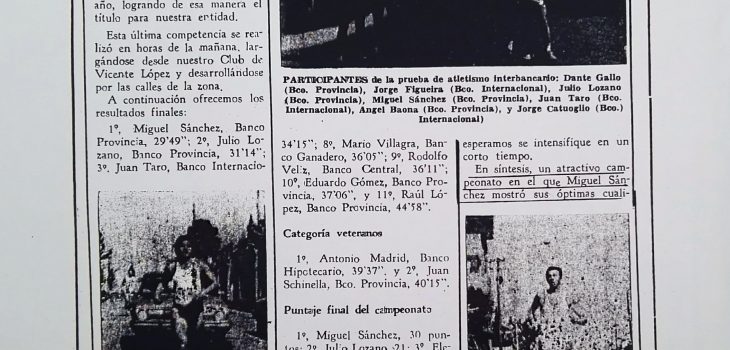 año, logrando de esa manera el
título para nuestra entidad.
Esta última competencia se rea-
lizó en horas de la mañana, lar-
gándose desde nuestro Club de
Vicente López y desarrollándose
por las calles de la zona.
A continuación ofrecemos los
resultados finales:
1º, Miguel Sánchez, Banco
Provincia, 29'49"; 2º, Julio Lo-
zano, Banco Provincia, 31'14";
3º, Juan Taro, Banco Internacio-
PARTICIPANTES de la prueba de atletismo interbancario: Dante Gallo
(Bco. Provincia), Jorge Figueira (Bco. Internacional), Julio Lozano
(Bco. Provincia), Miguel Sánchez (Bco. Provincia), Juan Taro (Bco.
Internacional), Angel Baona (Bco. Provincia), y Jorge Catuoglio (Bco.)
Internacional)
34'15"; 8º, Mario Villagra, Ban-
co Ganadero, 36'05"; 9º, Rodolfo
Veliz, Banco Central, 36'11";
10º, Eduardo Gómez, Banco Pro-
vincia, 37'06", y 11º, Raúl Ló-
pez, Banco Provincia, 44'58".
Categoría veteranos
1º, Antonio Madrid, Banco
Hipotecario, 39'37". y 2º, Juan
Schinella, Bco. Provincia, 40'15".
Puntaje final del campeonato
1º, Miguel Sánchez, 30 pun-
tos; 2º, Julio Lozano, 21; 3º, Ele-
esperamos se intensifique en un
corto tiempo.
En síntesis, un atractivo cam-
peonato en el que Miguel Sán-
chez mostró sus óptimas cuali-